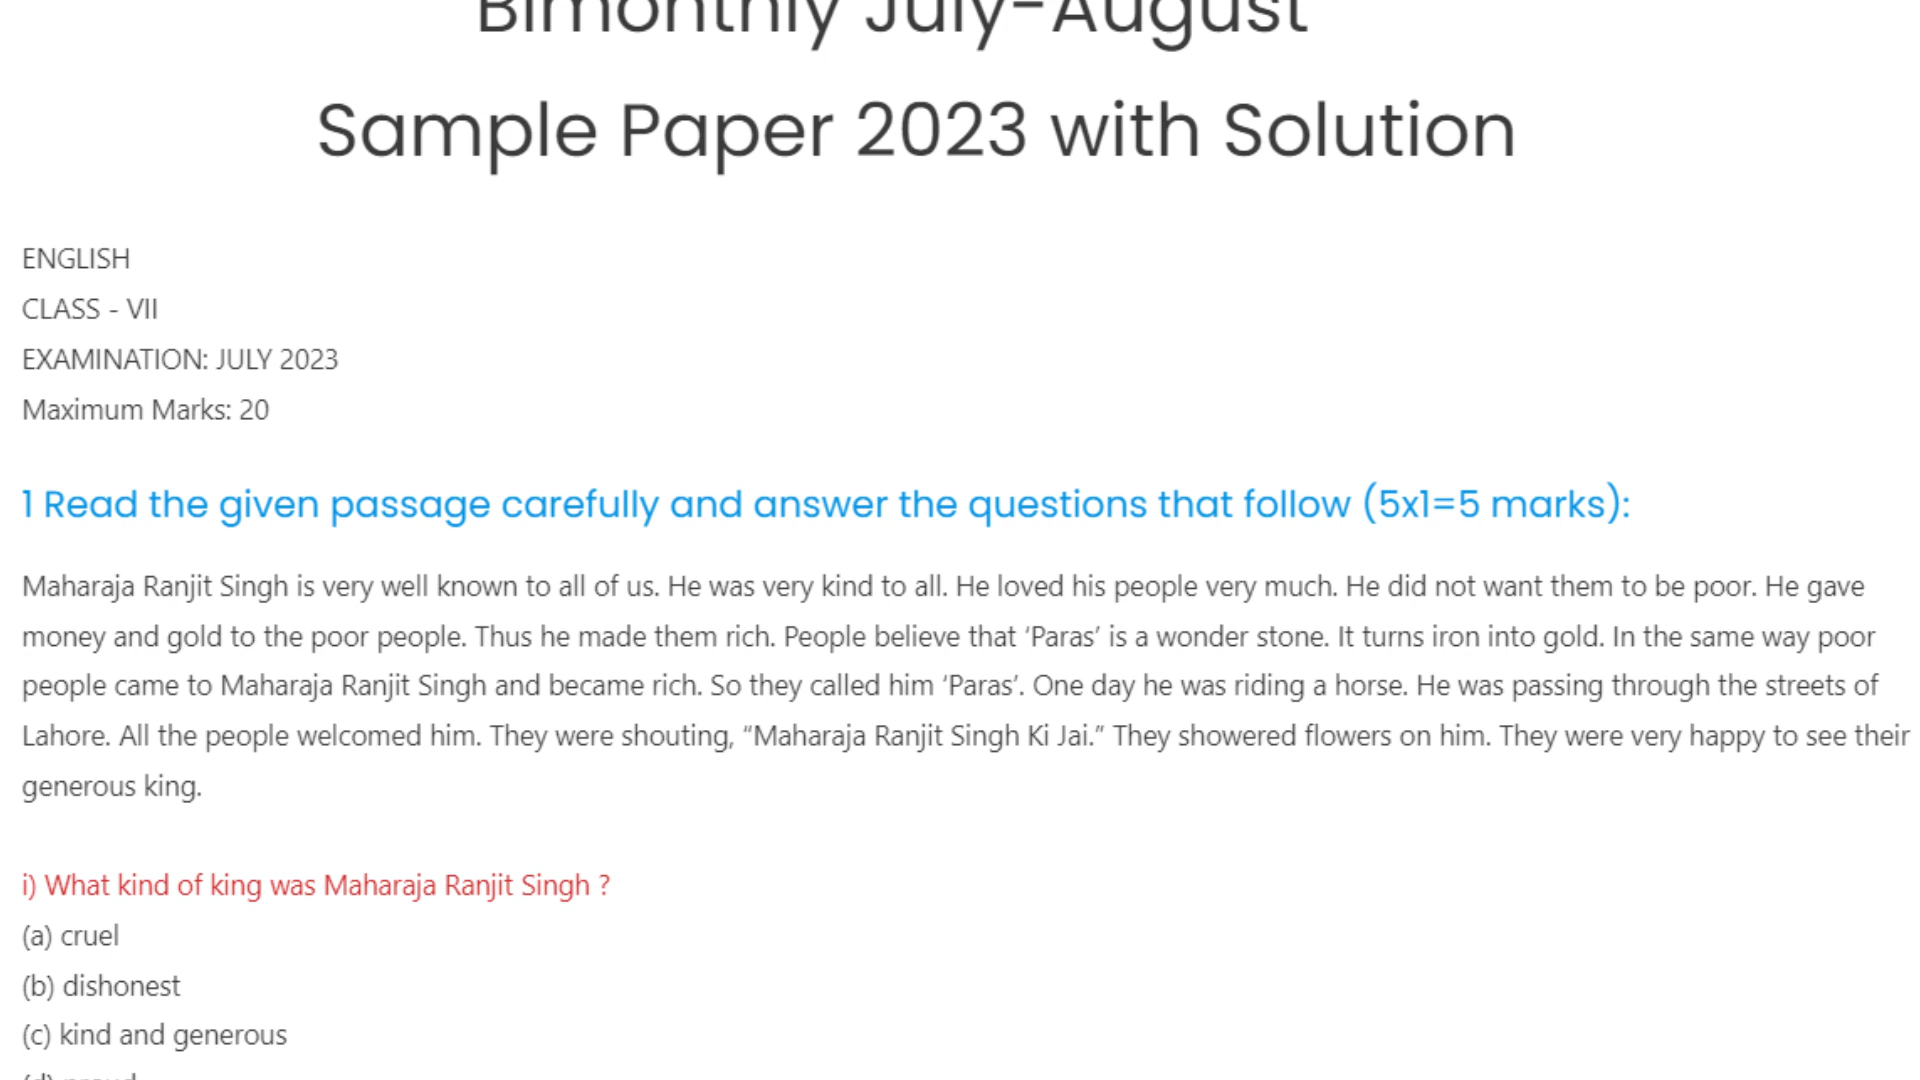 Bimonthly July-August
Sample Paper 2023 with Solution
ENGLISH
CLASS - VII
EXAMINATION: JULY 2023
Maximum Marks: 20
1 Read the given passage carefully and answer the questions that follow (5x1=5 marks):
Maharaja Ranjit Singh is very well known to all of us. He was very kind to all. He loved his people very much. He did not want them to be poor. He gave
money and gold to the poor people. Thus he made them rich. People believe that ‘Paras’ is a wonder stone. It turns iron into gold. In the same way poor
people came to Maharaja Ranjit Singh and became rich. So they called him ‘Paras’. One day he was riding a horse. He was passing through the streets of
Lahore. All the people welcomed him. They were shouting, “Maharaja Ranjit Singh Ki Jai.” They showered flowers on him. They were very happy to see their
generous king.
i) What kind of king was Maharaja Ranjit Singh ?
(a) cruel
(b) dishonest
(c) kind and generous
(d) proud